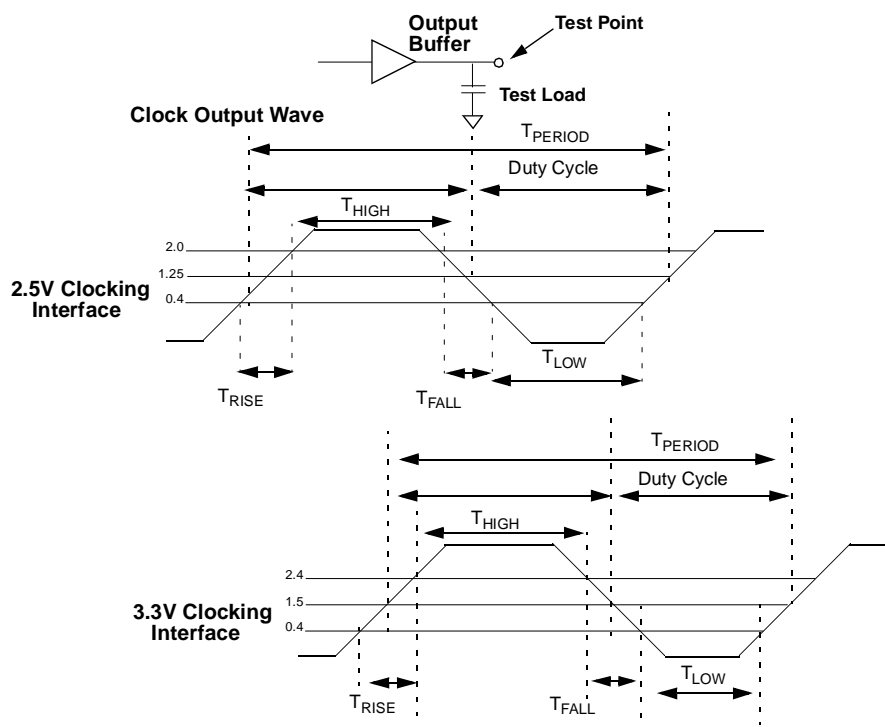 Output
Buffer
Test Point
Test Load
Clock Output Wave
TPERIOD
Duty Cycle
THIGH
2.0
1.25
0.4
2.5V Clocking
Interface
TLOW
TRISE
TFALL
TPERIOD
Duty Cycle
THIGH
2.4
1.5
0.4
3.3V Clocking
Interface
TLOW
TRISE
TFALL